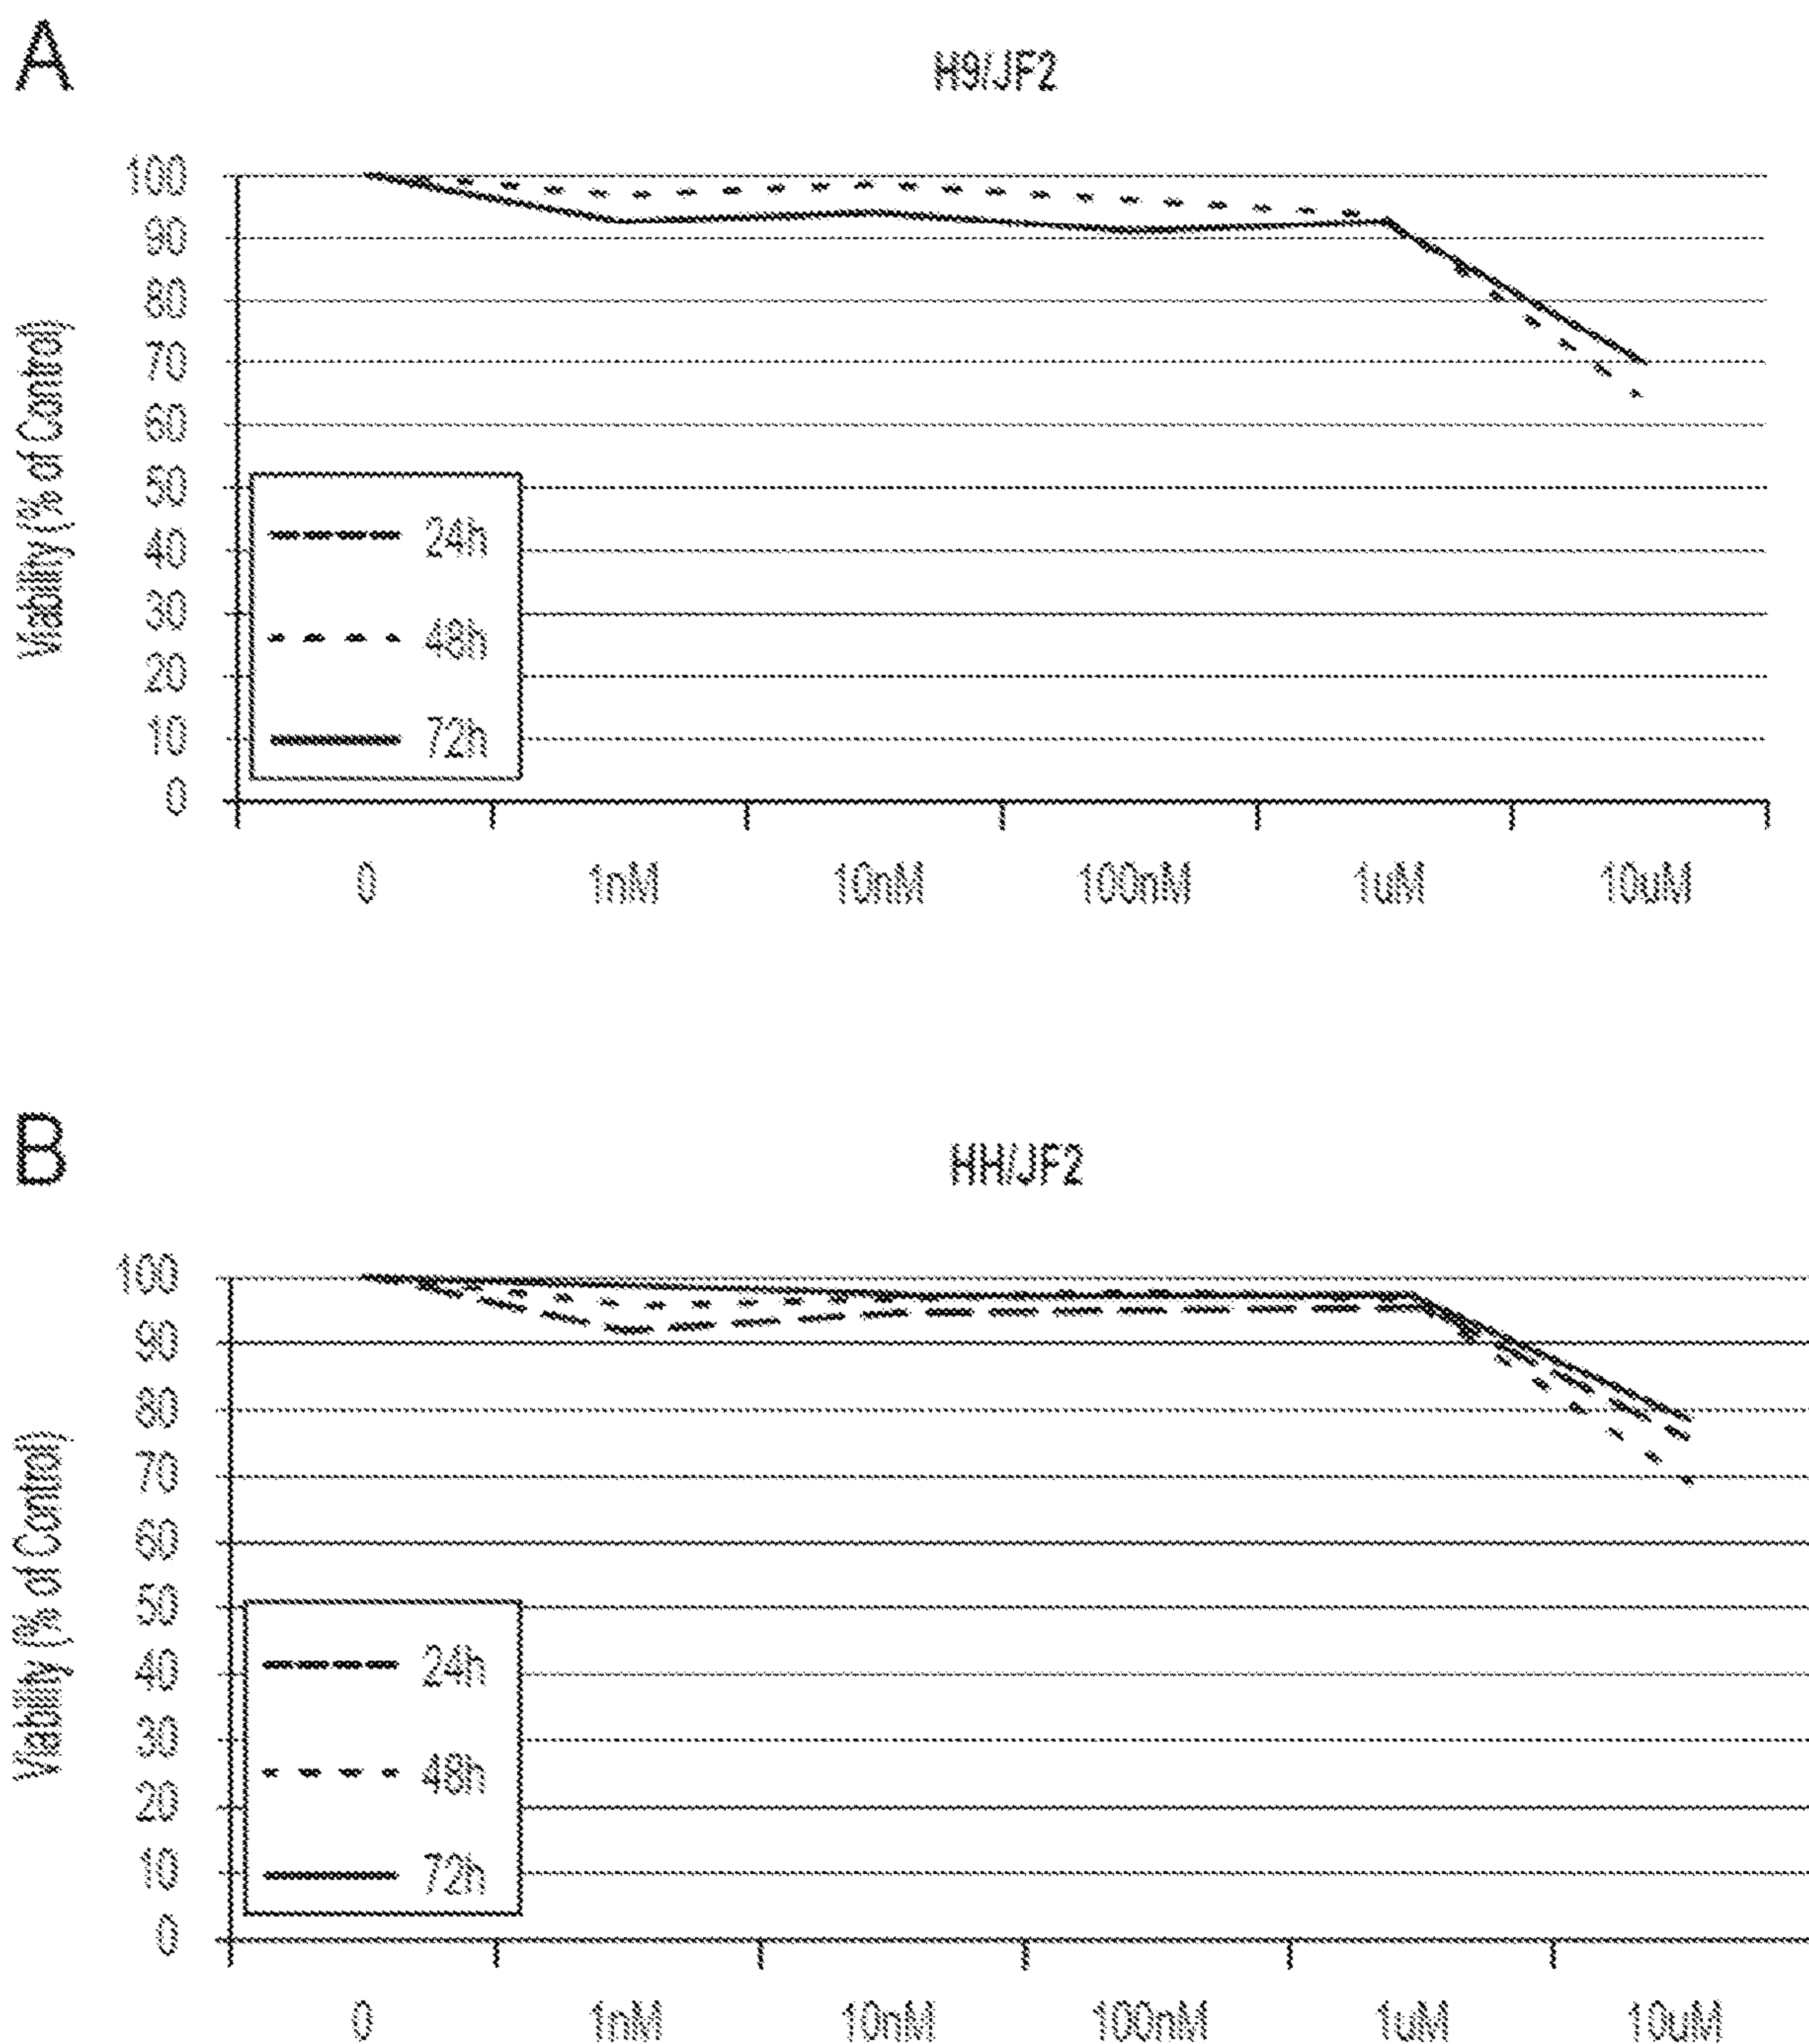 A
H9/JF2
Viability (% of Control)
100
90
80
70
60
50
40
30
20
10
0
24h
48h
72h
0 1nM 10nM 100nM 1uM 10uM
B
HH/JF2
Viability (% of Control)
100
90
80
70
60
50
40
30
20
10
0
24h
48h
72h
0 1nM 10nM 100nM 1uM 10uM